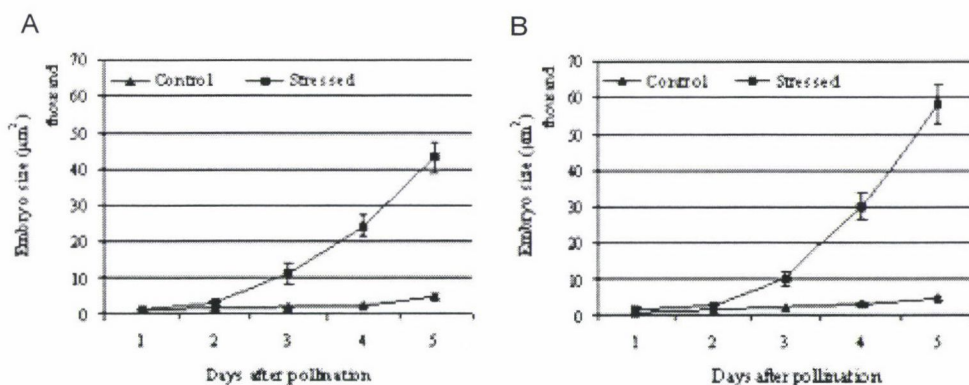 A
70
60
50
40
30
20
10
0
Embryo size (µm²)
thousand
Control
Stressed
1 2 3 4 5
Days after pollination
B
70
60
50
40
30
20
10
0
Embryo size (µm²)
thousand
Control
Stressed
1 2 3 4 5
Days after pollination